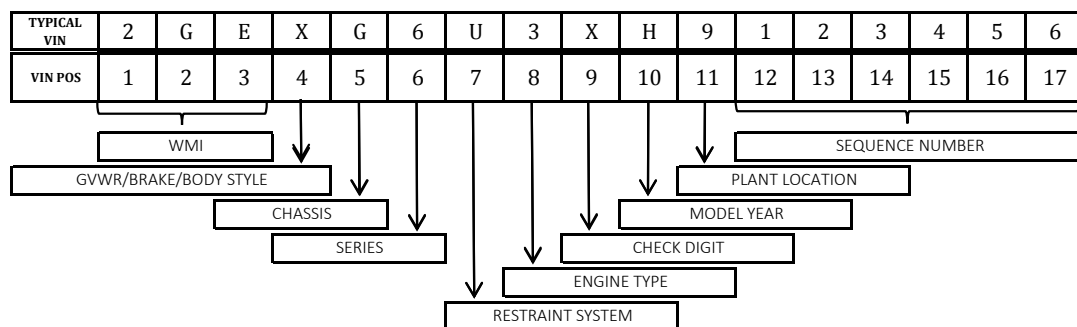 TYPICAL VIN 2 G E X G 6 U 3 X H 9 1 2 3 4 5 6
VIN POS 1 2 3 4 5 6 7 8 9 10 11 12 13 14 15 16 17
WMI SEQUENCE NUMBER
GVWR/BRAKE/BODY STYLE PLANT LOCATION
CHASSIS MODEL YEAR
SERIES CHECK DIGIT
ENGINE TYPE
RESTRAINT SYSTEM